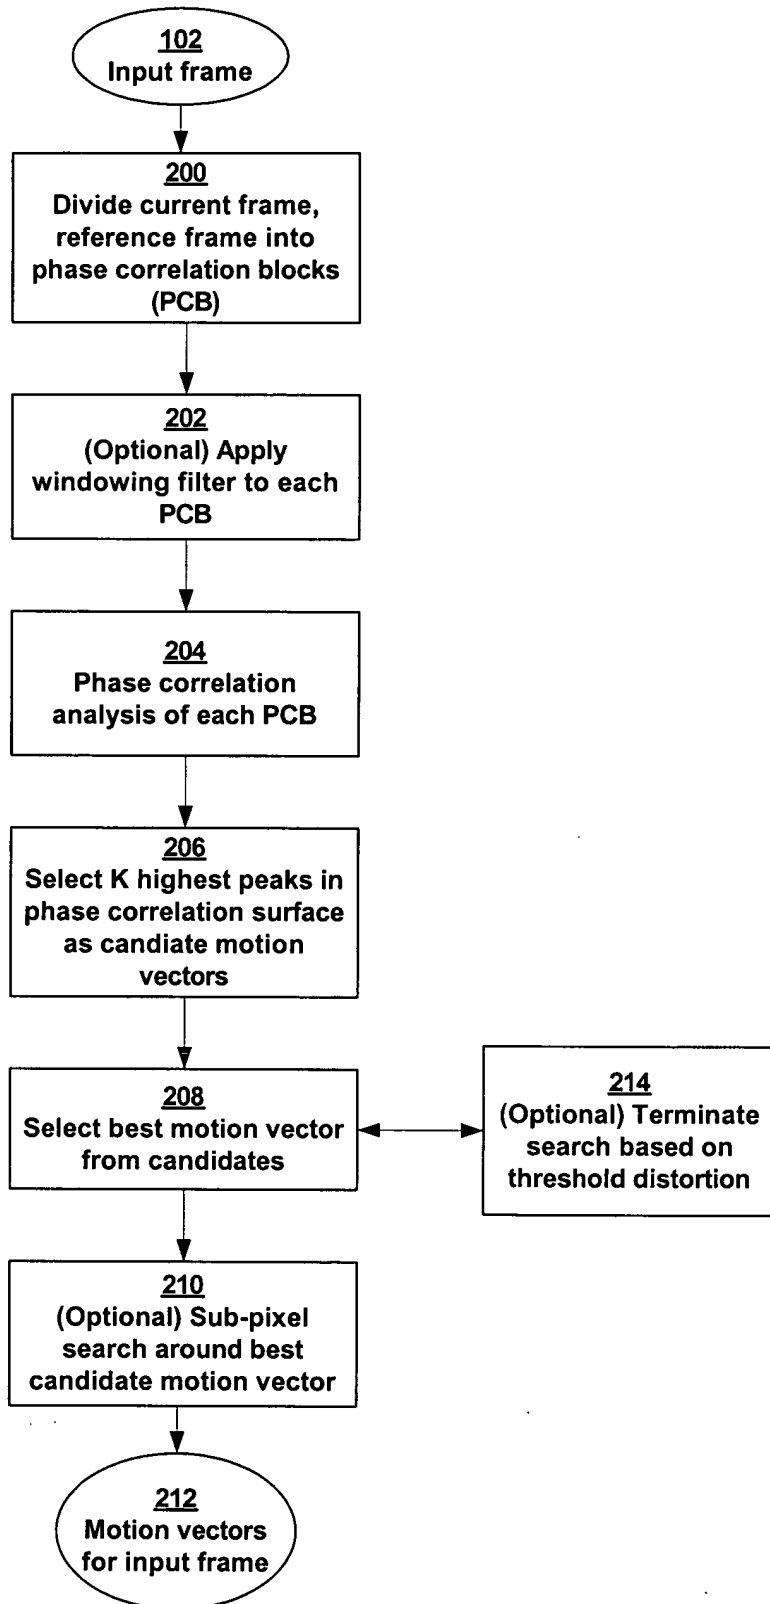 102
Input frame
200
Divide current frame,
reference frame into
phase correlation blocks
(PCB)
202
(Optional) Apply
windowing filter to each
PCB
204
Phase correlation
analysis of each PCB
206
Select K highest peaks in
phase correlation surface
as candiate motion
vectors
208
Select best motion vector
from candidates
214
(Optional) Terminate
search based on
threshold distortion
210
(Optional) Sub-pixel
search around best
candidate motion vector
212
Motion vectors
for input frame